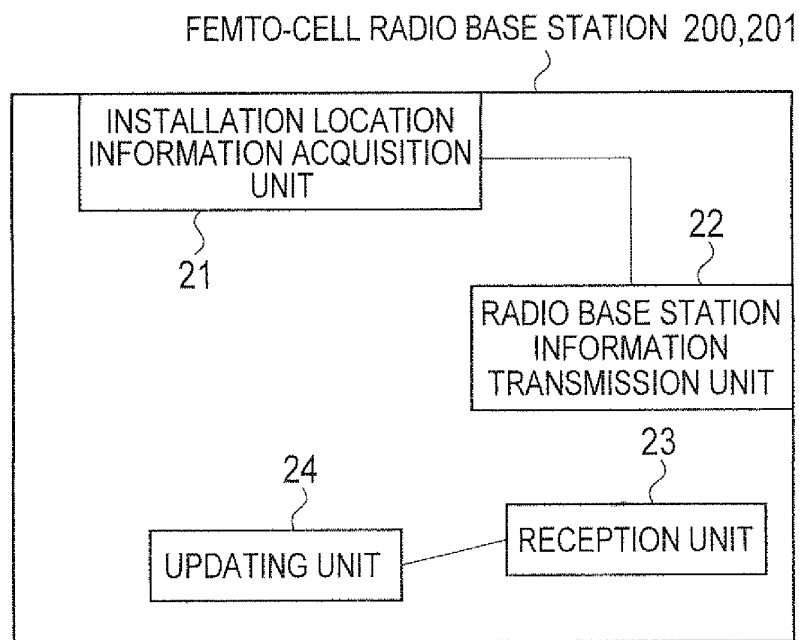 FEMTO-CELL RADIO BASE STATION 200,201
INSTALLATION LOCATION
INFORMATION ACQUISITION
UNIT
21
22
RADIO BASE STATION
INFORMATION
TRANSMISSION UNIT
23
24
RECEPTION UNIT
UPDATING UNIT